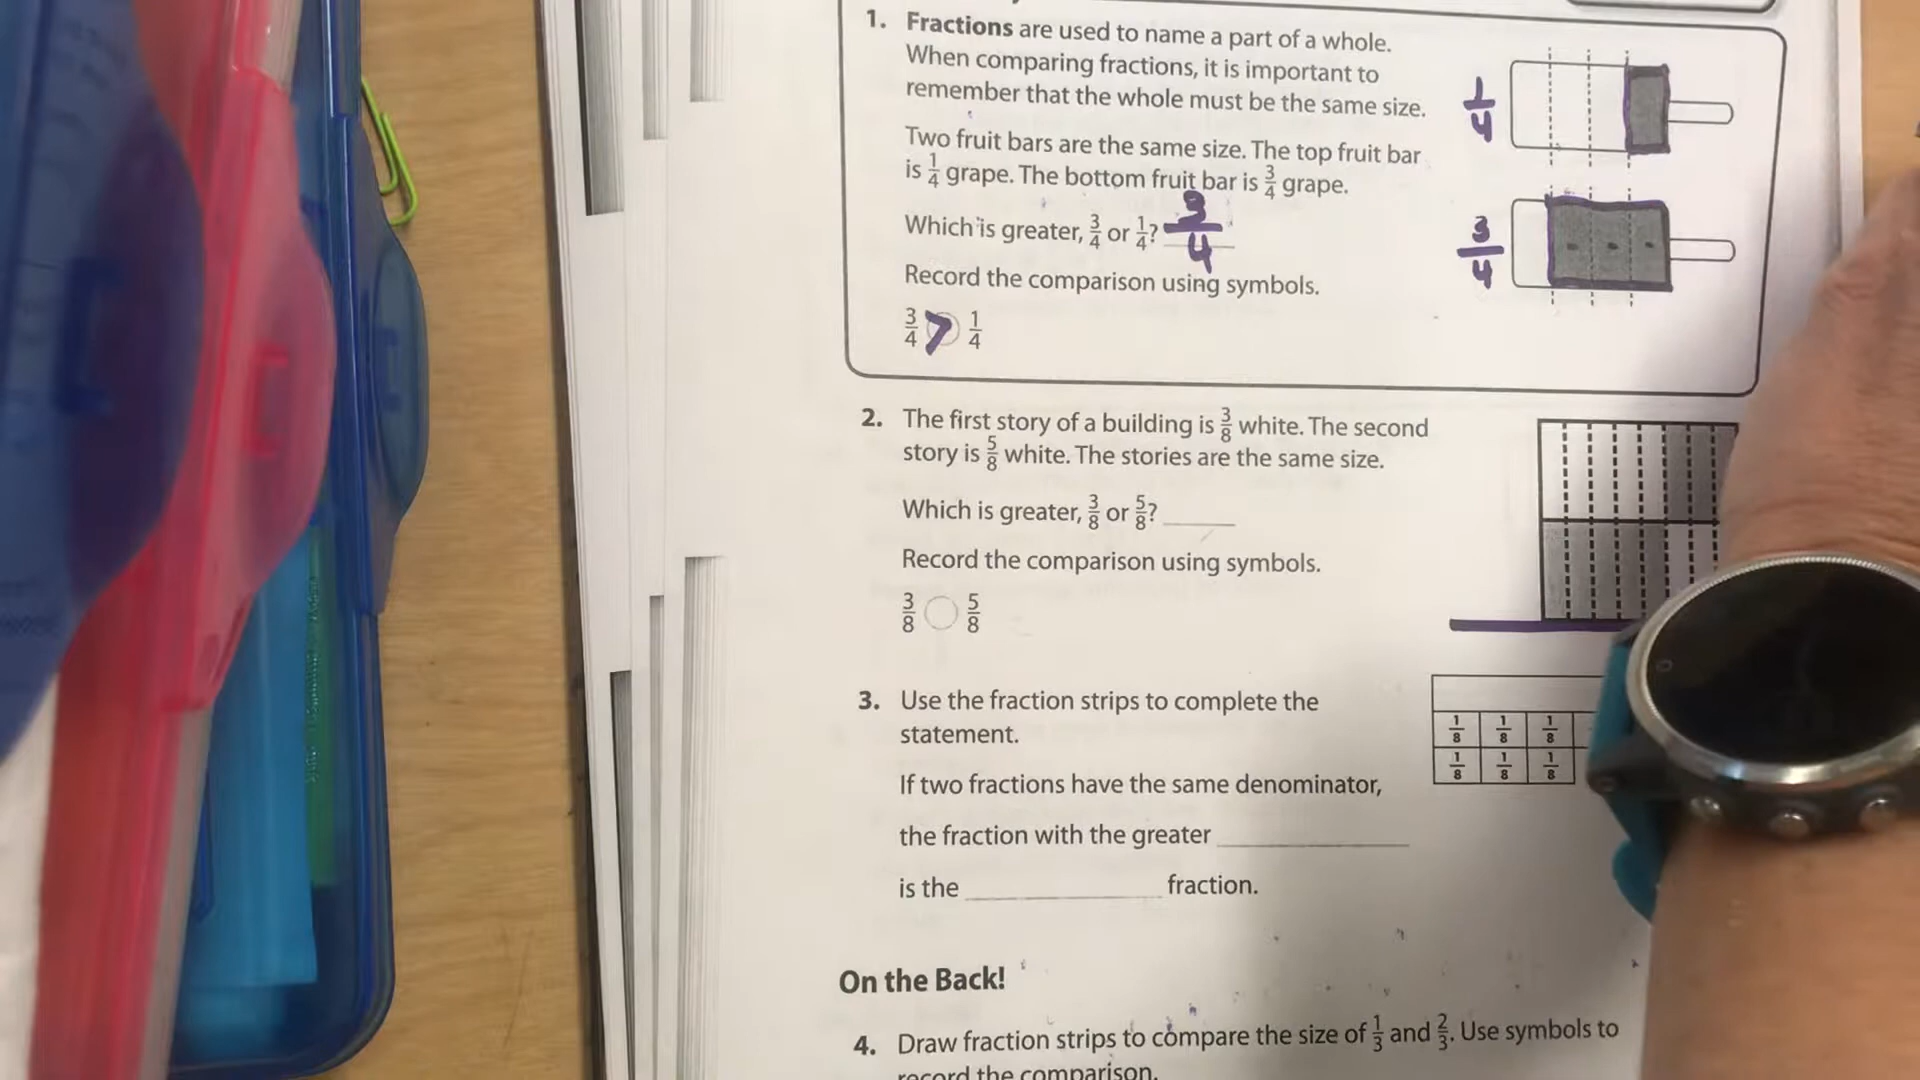 1. Fractions are used to name a part of a whole.
When comparing fractions, it is important to
remember that the whole must be the same size.
Two fruit bars are the same size. The top fruit bar
is 1/4 grape. The bottom fruit bar is 3/4 grape.
Which is greater, 3/4 or 1/4? 3/4
Record the comparison using symbols.
3/4 > 1/4
1/4
3/4
2. The first story of a building is 3/8 white. The second
story is 5/8 white. The stories are the same size.
Which is greater, 3/8 or 5/8?
Record the comparison using symbols.
3/8 5/8
3. Use the fraction strips to complete the
statement.
If two fractions have the same denominator,
the fraction with the greater
is the fraction.
1/8 1/8 1/8
1/8 1/8 1/8
On the Back!
4. Draw fraction strips to compare the size of 1/3 and 2/3. Use symbols to
record the comparison.